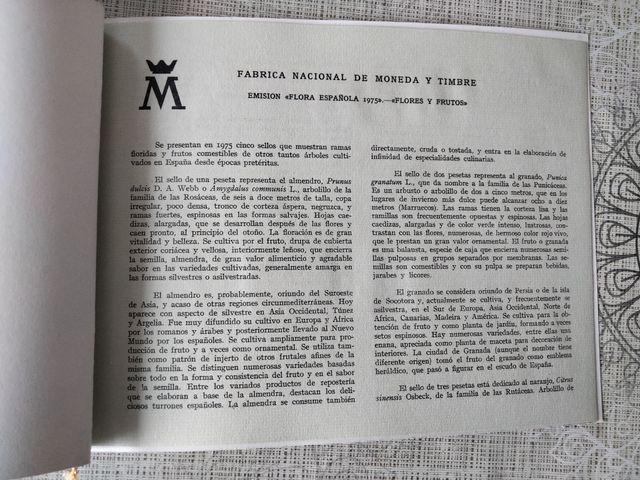 M
FABRICA NACIONAL DE MONEDA Y TIMBRE
EMISION «FLORA ESPAÑOLA 1975».—«FLORES Y FRUTOS»
Se presentan en 1975 cinco sellos que muestran ramas
floridas y frutos comestibles de otros tantos árboles culti-
vados en España desde épocas pretéritas.
El sello de una peseta representa el almendro, Prunus
dulcis D. A. Webb o Amygdalus communis L., arbolillo de la
familia de las Rosáceas, de seis a doce metros de talla, copa
irregular, poco densa, tronco de corteza áspera, negruzca, y
ramas fuertes, espinosas en las formas salvajes. Hojas cae-
dizas, alargadas, que se desarrollan después de las flores y
caen pronto, al principio del otoño. La floración es de gran
vitalidad y belleza. Se cultiva por el fruto, drupa de cubierta
exterior coriácea y vellosa, interiormente leñoso, que encierra
la semilla, almendra, de gran valor alimenticio y agradable
sabor en las variedades cultivadas, generalmente amarga en
las formas silvestres o asilvestradas.
El almendro es, probablemente, oriundo del Suroeste
de Asia, y acaso de otras regiones circunmediterráneas. Hoy
aparece con aspecto de silvestre en Asia Occidental, Túnez
y Argelia. Fue muy difundido su cultivo en Europa y Africa
por los romanos y árabes y posteriormente llevado al Nuevo
Mundo por los españoles. Se cultiva ampliamente para pro-
ducción de fruto y a veces como ornamental. Se utiliza tam-
bién como patrón de injerto de otros frutales afines de la
misma familia. Se distinguen numerosas variedades basadas
sobre todo en la forma y consistencia del fruto y en el sabor
de la semilla. Entre los variados productos de repostería
que se elaboran a base de la almendra, destacan los deli-
ciosos turrones españoles. La almendra se consume también
directamente, cruda o tostada, y entra en la elaboración de
infinidad de especialidades culinarias.
El sello de dos pesetas representa al granado, Punica
granatum L., que da nombre a la familia de las Punicáceas.
Es un arbusto o arbolillo de dos a cinco metros, que en los
lugares de invierno más dulce puede alcanzar ocho a diez
metros (Marruecos). Las ramas tienen la corteza lisa y las
ramillas son frecuentemente opuestas y espinosas. Las hojas
caedizas, alargadas y de color verde intenso, lustrosas, con-
trastan con las flores, numerosas, de hermoso color rojo vivo,
que le prestan un gran valor ornamental. El fruto o granada
es una balausta, especie de caja que encierra numerosas semi-
llas pulposas en grupos separados por membranas. Las se-
millas son comestibles y con su pulpa se preparan bebidas,
jarabes y licores.
El granado se considera oriundo de Persia o de la isla
de Socotora y, actualmente se cultiva, y frecuentemente se
asilvestra, en el Sur de Europa, Asia Occidental, Norte de
Africa, Canarias, Madeira y América. Se cultiva para la ob-
tención de fruto y como planta de jardín, formando a veces
setos espinosos. Hay numerosas variedades, entre ellas una
enana, apreciada como planta de maceta para decoración de
interiores. La ciudad de Granada (aunque el nombre tiene
diferente origen) tomó el fruto del granado como emblema
heráldico, que pasó a figurar en el escudo de España.
El sello de tres pesetas está dedicado al naranjo, Citrus
sinensis Osbeck, de la familia de las Rutáceas. Arbolillo de